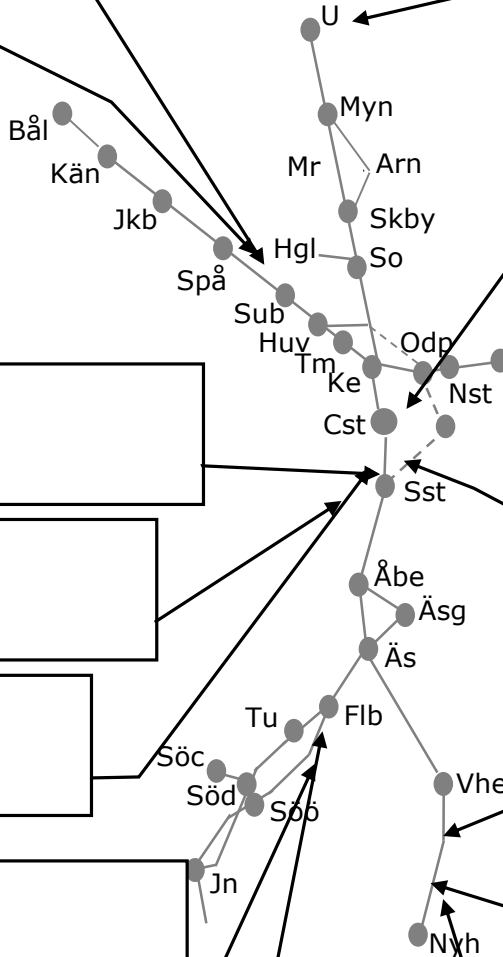 U
Myn
Bål
Mr
Arn
Kän
Jkb
Skby
Hgl
So
Spå
Sub
Huv
Odp
Tm
Ke
Nst
Cst
Sst
Åbe
Äsg
Äs
Tu
Flb
Söc
Vhe
Söd
Söö
Jn
Nyh